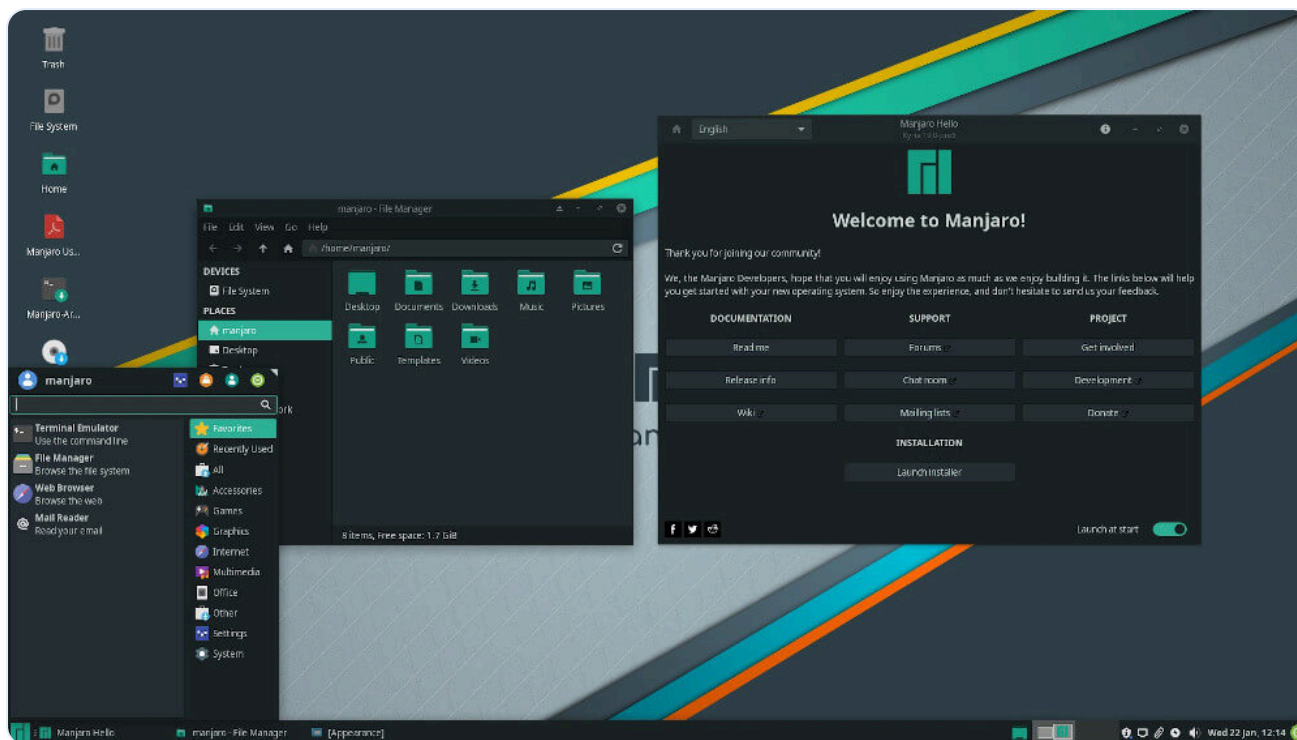 Trash
File System
Home
Manjaro Us...
Manjaro-Ar...
manjaro - File Manager
File Edit View Go Help
/home/manjaro/
DEVICES
File System
PLACES
manjaro
Desktop
Desktop Documents Downloads Music Pictures
Public Templates Videos
8 items, Free space: 1.7 GiB
manjaro
Terminal Emulator
Use the command line
File Manager
Browse the file system
Web Browser
Browse the web
Mail Reader
Read your email
Favorites
Recently Used
All
Accessories
Games
Graphics
Internet
Multimedia
Office
Other
Settings
System
English
Manjaro Hello
Welcome to Manjaro!
Thank you for joining our community!
We, the Manjaro Developers, hope that you will enjoy using Manjaro as much as we enjoy building it. The links below will help
you get started with your new operating system. So enjoy the experience, and don't hesitate to send us your feedback.
DOCUMENTATION SUPPORT PROJECT
Read me Forums Get involved
Release info Chat room Development
Wiki Mailing lists Donate
INSTALLATION
Launch installer
Launch at start
Manjaro Hello
manjaro - File Manager
[Appearance]
Wed 22 Jan, 12:14